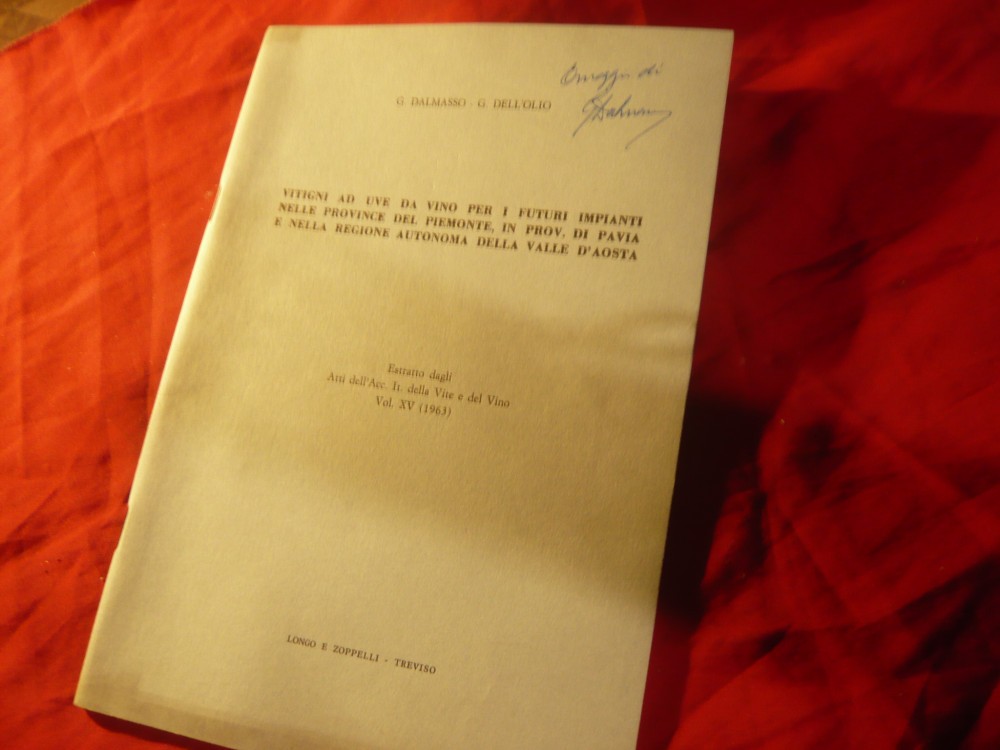 Omaggio di
G Dalmasso
G. DALMASSO - G. DELL'OLIO
VITIGNI AD UVE DA VINO PER I FUTURI IMPIANTI
NELLE PROVINCE DEL PIEMONTE, IN PROV. DI PAVIA
E NELLA REGIONE AUTONOMA DELLA VALLE D'AOSTA
Estratto dagli
Atti dell'Acc. It. della Vite e del Vino
Vol. XV (1963)
LONGO E ZOPPELLI - TREVISO